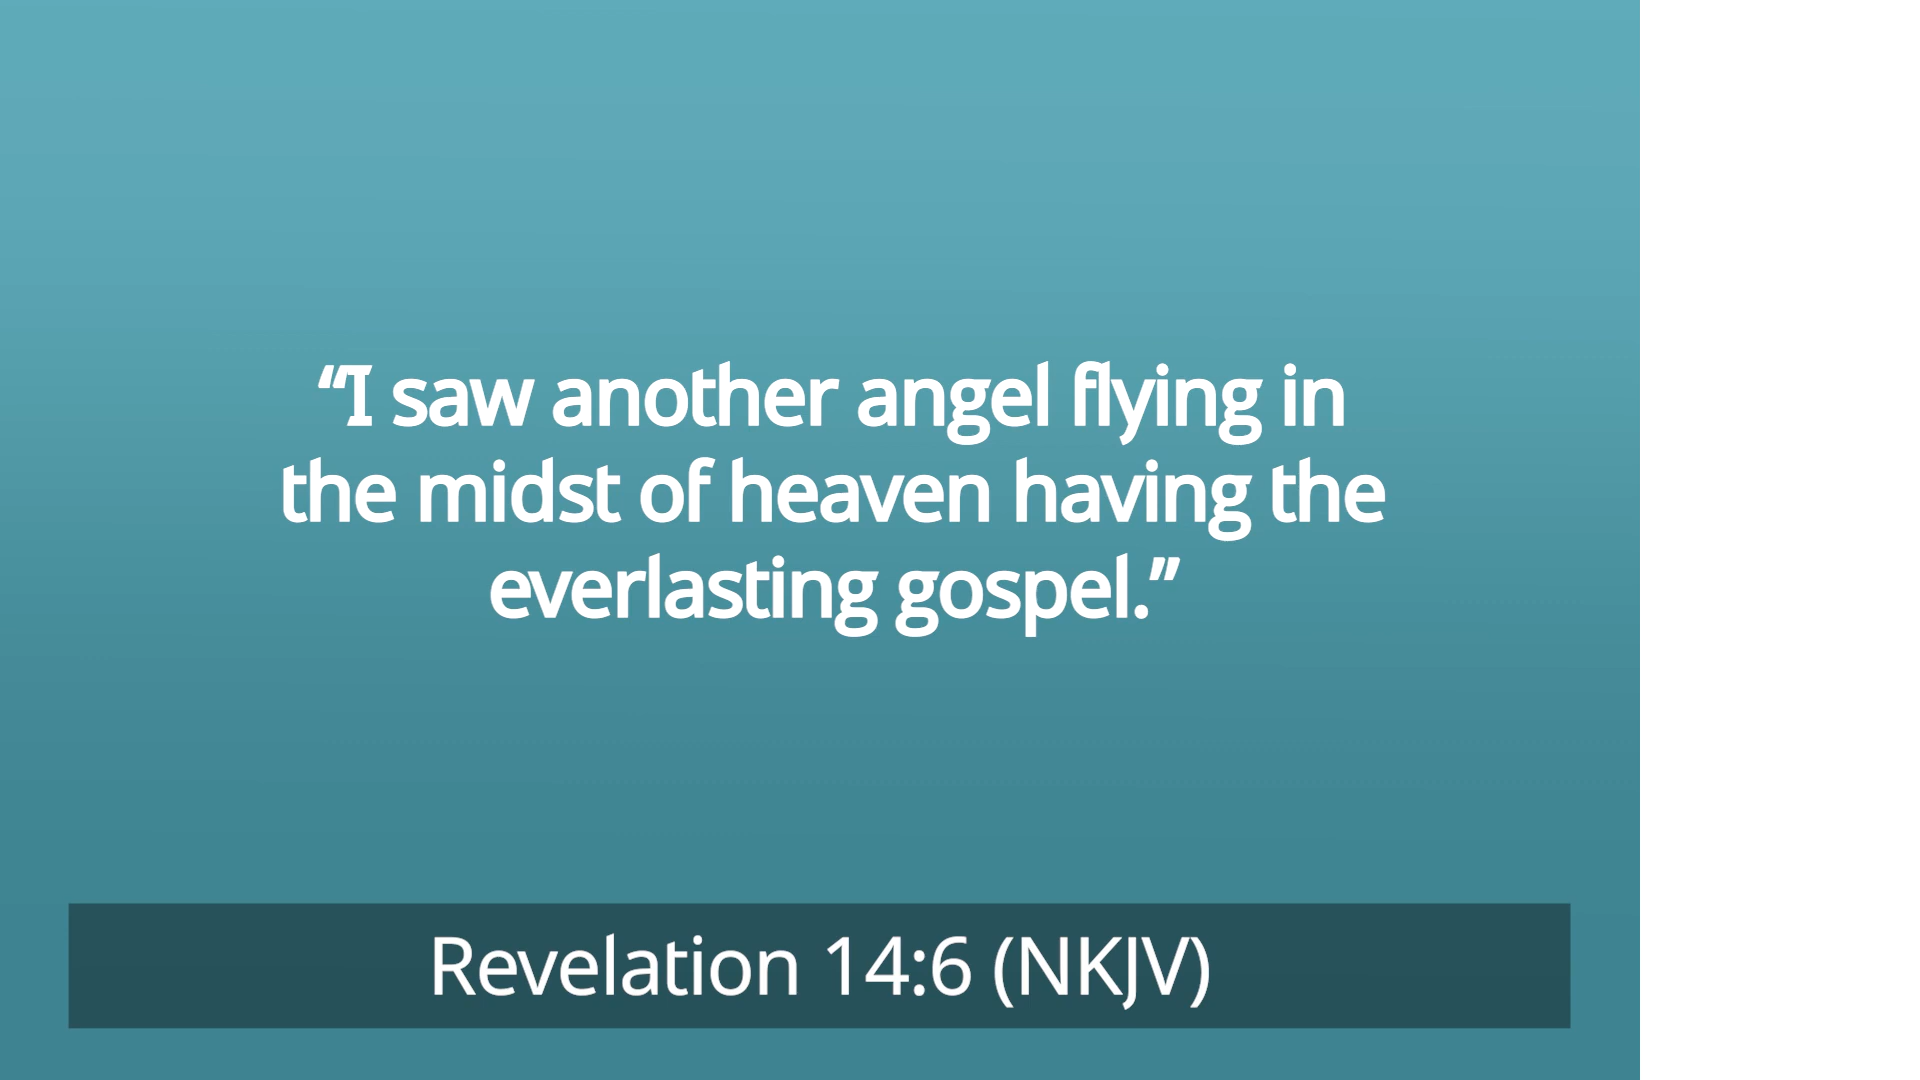 “I saw another angel flying in
the midst of heaven having the
everlasting gospel.”
Revelation 14:6 (NKJV)